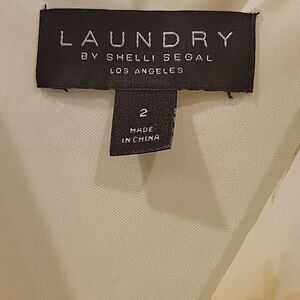 LAUNDRY
BY SHELLI SEGAL
LOS ANGELES
2
MADE
IN CHINA